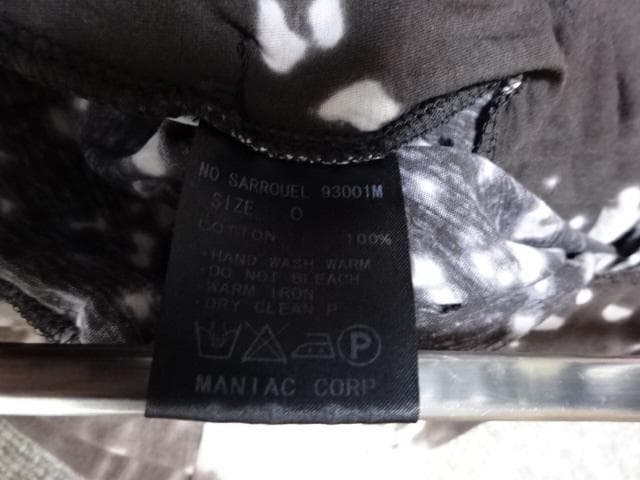 NO SARROUEL 93001M
SIZE 0
COTTON 100%
・HAND WASH WARM
・DO NOT BLEACH
・WARM IRON
・DRY CLEAN P
P
MANIAC CORP